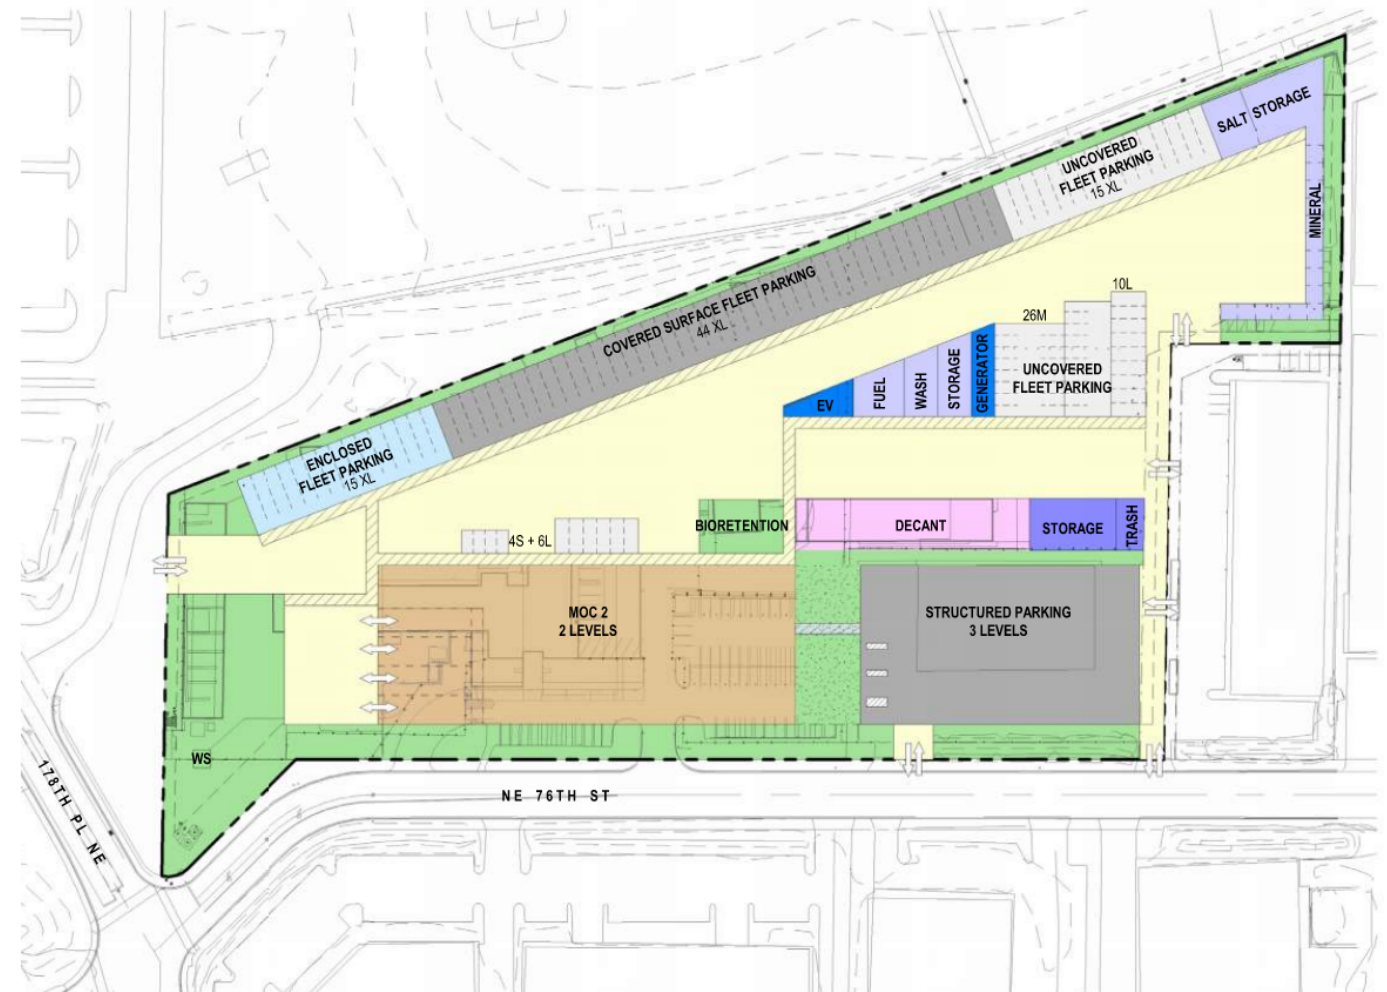 SALT STORAGE
UNCOVERED
FLEET PARKING
15 XL
MINERAL
COVERED SURFACE FLEET PARKING
44 XL
10L
26M
UNCOVERED
FLEET PARKING
EV
FUEL
WASH
STORAGE
GENERATOR
ENCLOSED
FLEET PARKING
15 XL
4S + 6L
BIORETENTION
DECANT
STORAGE
TRASH
MOC 2
2 LEVELS
STRUCTURED PARKING
3 LEVELS
WS
NE 76TH ST
178TH PL NE